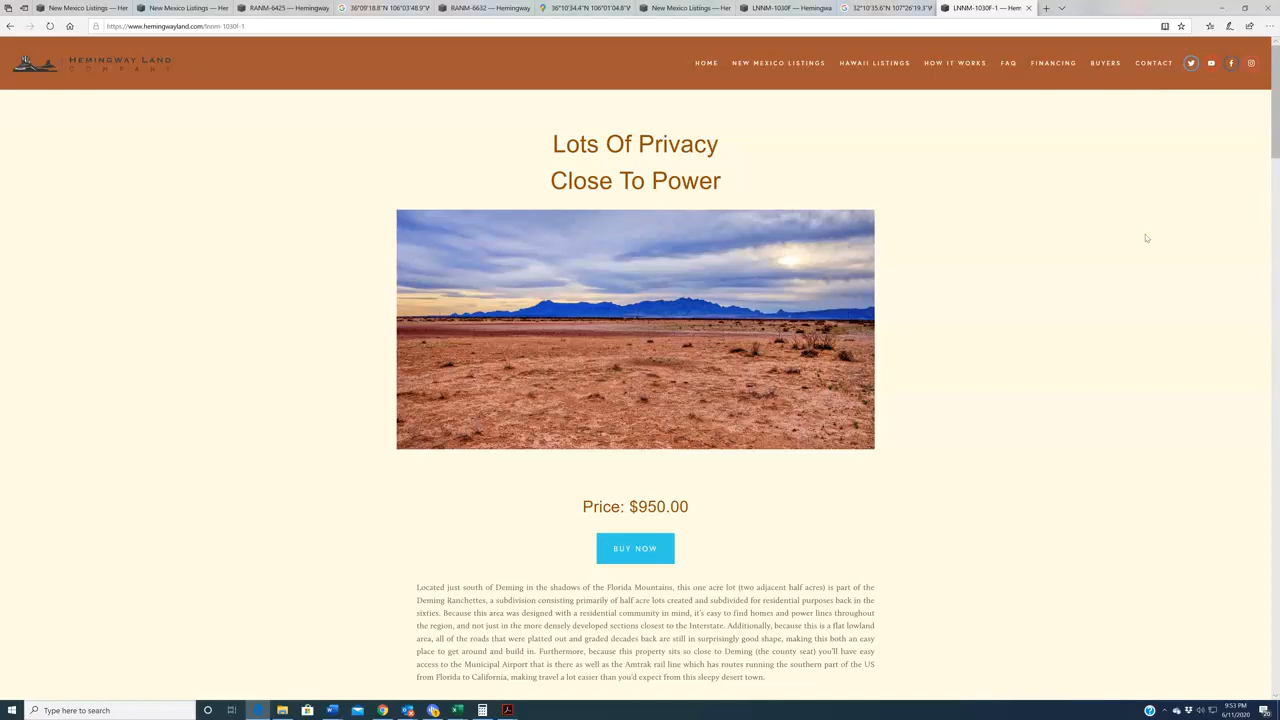 New Mexico Listings — Her
New Mexico Listings — Her
RANM-6425 — Hemingway
36°09'18.8"N 106°03'48.9"V
RANM-6632 — Hemingway
36°10'34.4"N 106°01'04.8"V
New Mexico Listings — Her
LNNM-1030F — Hemingwa
32°10'35.6"N 107°26'19.3"V
LNNM-1030F-1 — Hem
https://www.hemingwayland.com/lnnm-1030f-1
HEMINGWAY LAND
COMPANY
HOME
NEW MEXICO LISTINGS
HAWAII LISTINGS
HOW IT WORKS
FAQ
FINANCING
BUYERS
CONTACT
Lots Of Privacy
Close To Power
Price: $950.00
BUY NOW
Located just south of Deming in the shadows of the Florida Mountains, this one acre lot (two adjacent half acres) is part of the
Deming Ranchettes, a subdivision consisting primarily of half acre lots created and subdivided for residential purposes back in the
sixties. Because this area was designed with a residential community in mind, it's easy to find homes and power lines throughout
the region, and not just in the more densely developed sections closest to the Interstate. Additionally, because this is a flat lowland
area, all of the roads that were platted out and graded decades back are still in surprisingly good shape, making this both an easy
place to get around and build in. Furthermore, because this property sits so close to Deming (the county seat) you'll have easy
access to the Municipal Airport that is there as well as the Amtrak rail line which has routes running the southern part of the US
from Florida to California, making travel a lot easier than you'd expect from this sleepy desert town.
Type here to search
9:53 PM
6/11/2020
20